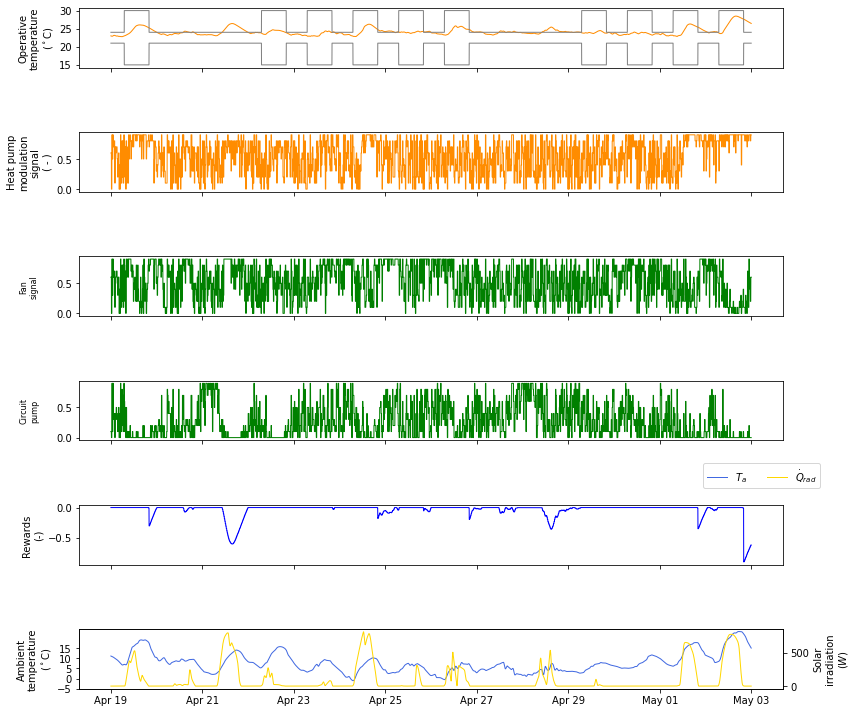 Operative
temperature
(°C)
30
25
20
15
Heat pump
modulation
signal
( - )
0.5
0.0
Fan
signal
0.5
0.0
Circuit
pump
0.5
0.0
T_a Q̇_rad
Rewards
(-)
0.0
−0.5
Ambient
temperature
(°C)
15
10
5
0
−5
500
0
Solar
irradiation
(W)
Apr 19 Apr 21 Apr 23 Apr 25 Apr 27 Apr 29 May 01 May 03